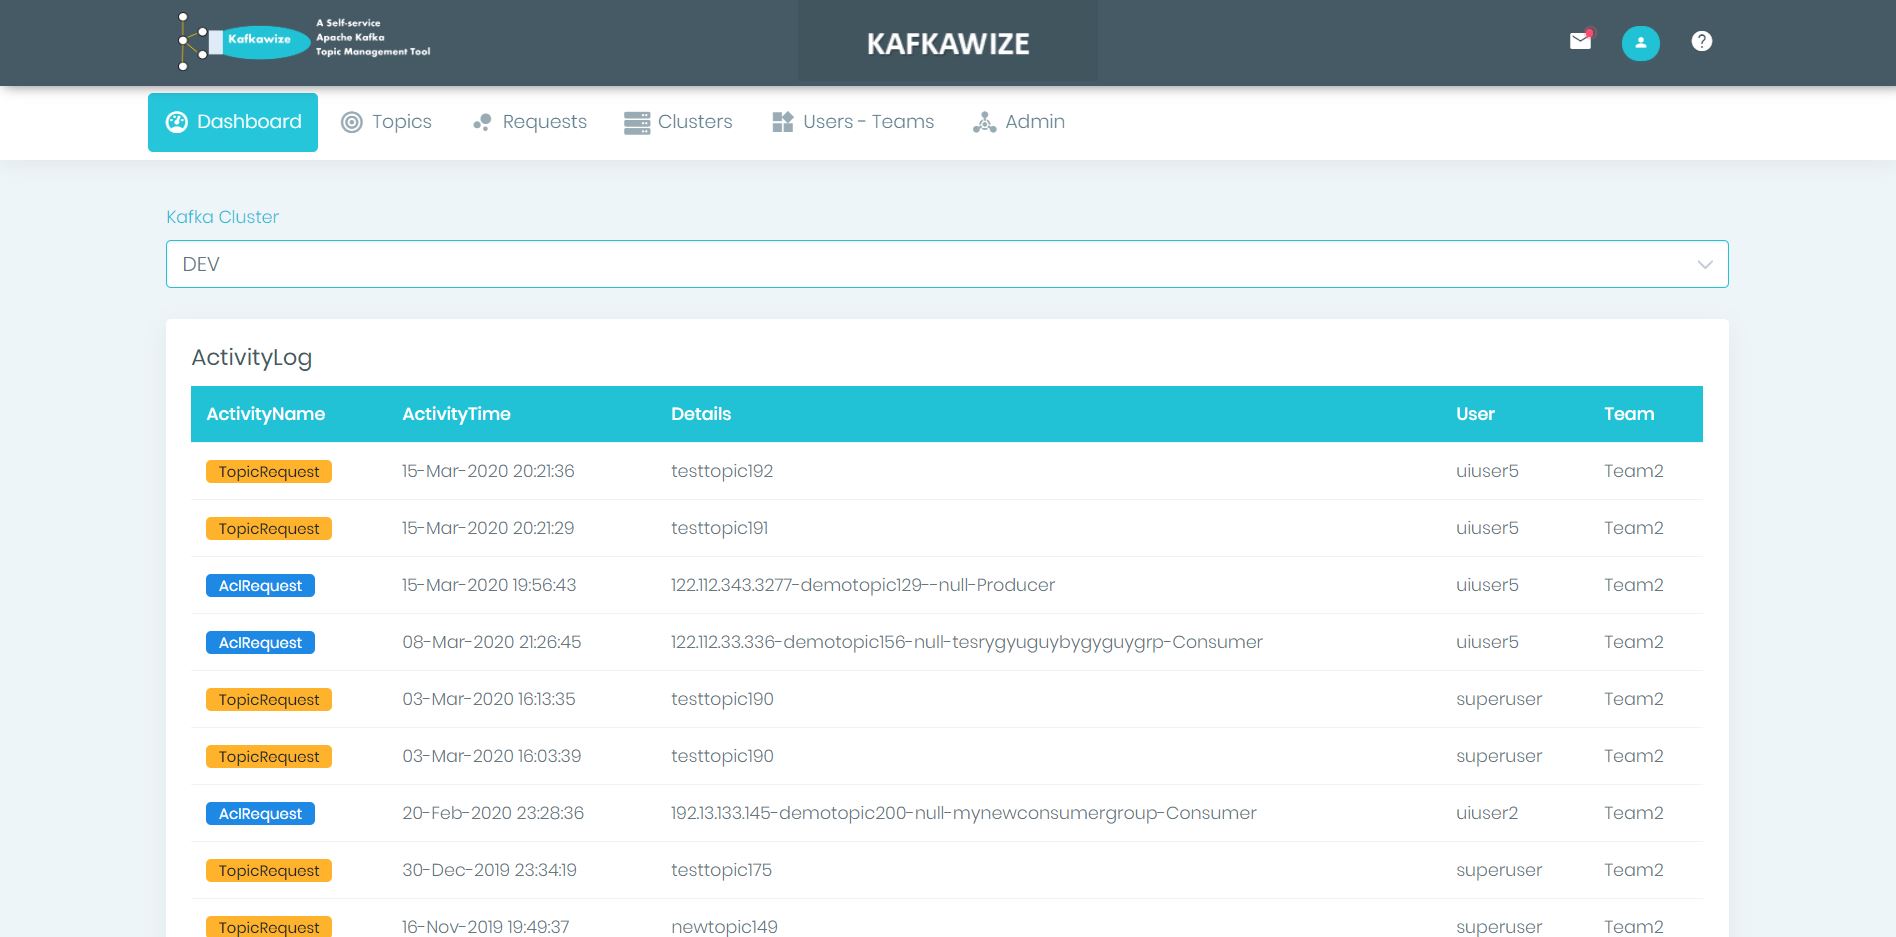 Kafkawize
A Self-service
Apache Kafka
Topic Management Tool
KAFKAWIZE
Dashboard Topics Requests Clusters Users - Teams Admin
Kafka Cluster
DEV
ActivityLog
ActivityName ActivityTime Details User Team
TopicRequest 15-Mar-2020 20:21:36 testtopic192 uiuser5 Team2
TopicRequest 15-Mar-2020 20:21:29 testtopic191 uiuser5 Team2
AclRequest 15-Mar-2020 19:56:43 122.112.343.3277-demotopic129--null-Producer uiuser5 Team2
AclRequest 08-Mar-2020 21:26:45 122.112.33.336-demotopic156-null-tesrygyuguybygyguygrp-Consumer uiuser5 Team2
TopicRequest 03-Mar-2020 16:13:35 testtopic190 superuser Team2
TopicRequest 03-Mar-2020 16:03:39 testtopic190 superuser Team2
AclRequest 20-Feb-2020 23:28:36 192.13.133.145-demotopic200-null-mynewconsumergroup-Consumer uiuser2 Team2
TopicRequest 30-Dec-2019 23:34:19 testtopic175 superuser Team2
TopicRequest 16-Nov-2019 19:49:37 newtopic149 superuser Team2